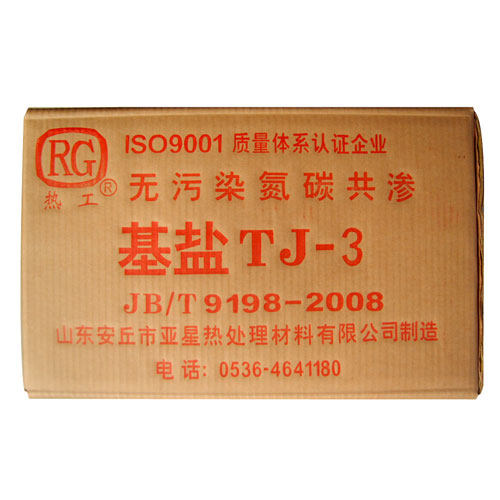 RG®
热工
ISO9001 质量体系认证企业
无污染氮碳共渗
基盐TJ-3
JB/T 9198-2008
山东安丘市亚星热处理材料有限公司制造
电话: 0536-4641180